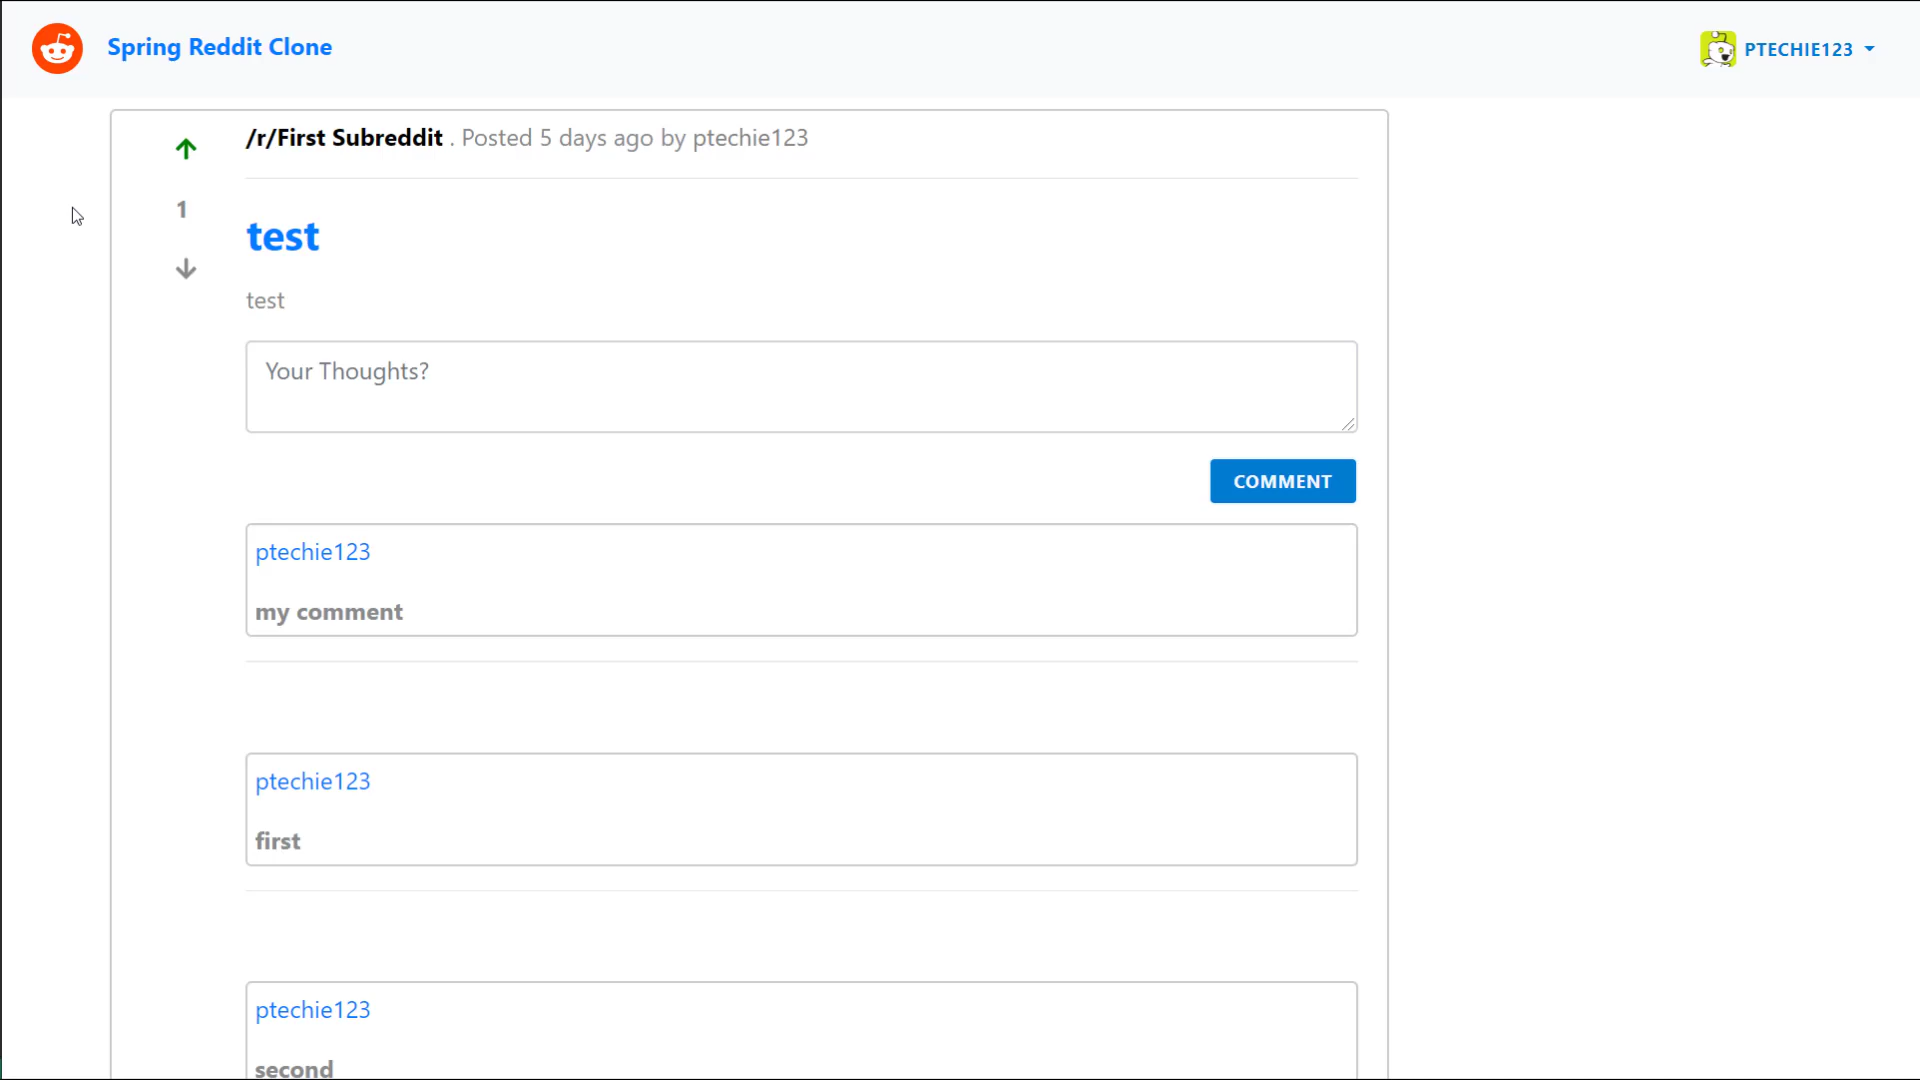 Spring Reddit Clone
PTECHIE123
/r/First Subreddit . Posted 5 days ago by ptechie123
1
test
test
Your Thoughts?
COMMENT
ptechie123
my comment
ptechie123
first
ptechie123
second